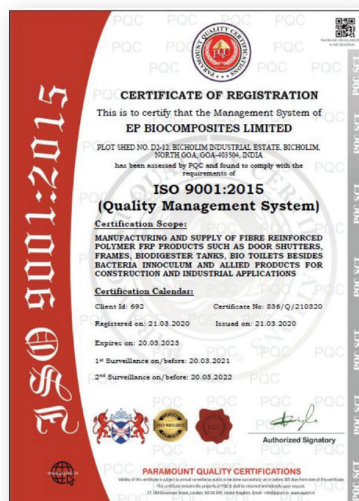 PARAMOUNT QUALITY CERTIFICATIONS
CERTIFICATE OF REGISTRATION
This is to certify that the Management System of
EP BIOCOMPOSITES LIMITED
PLOT SHED NO. D2-12, BICHOLIM INDUSTRIAL ESTATE, BICHOLIM,
NORTH GOA, GOA-403504, INDIA
has been assessed by PQC and found to comply with the
requirements of
ISO 9001:2015
(Quality Management System)
Certification Scope:
MANUFACTURING AND SUPPLY OF FIBRE REINFORCED
POLYMER FRP PRODUCTS SUCH AS DOOR SHUTTERS,
FRAMES, BIODIGESTER TANKS, BIO TOILETS BESIDES
BACTERIA INNOCULUM AND ALLIED PRODUCTS FOR
CONSTRUCTION AND INDUSTRIAL APPLICATIONS
Certification Calendar:
Client Id: 692
Certificate No: 836/Q/210320
Registered on: 21.03.2020
Issued on: 21.03.2020
Expires on: 20.03.2023
1st Surveillance on/before: 20.03.2021
2nd Surveillance on/before: 20.03.2022
Authorized Signatory
PARAMOUNT QUALITY CERTIFICATIONS
ISO 9001:2015
PQC SCT